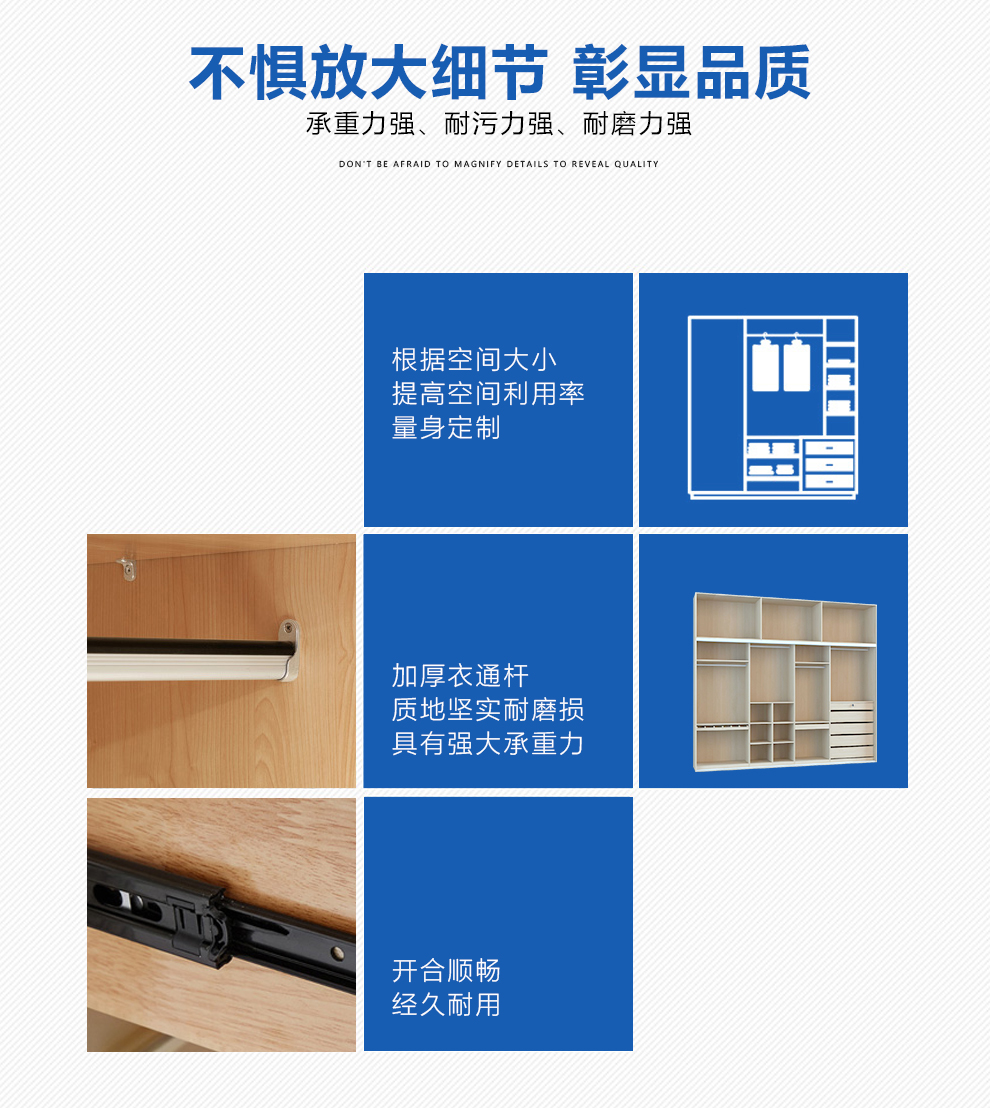 不惧放大细节 彰显品质
承重力强、耐污力强、耐磨力强
DON'T BE AFRAID TO MAGNIFY DETAILS TO REVEAL QUALITY
根据空间大小
提高空间利用率
量身定制
加厚衣通杆
质地坚实耐磨损
具有强大承重力
开合顺畅
经久耐用